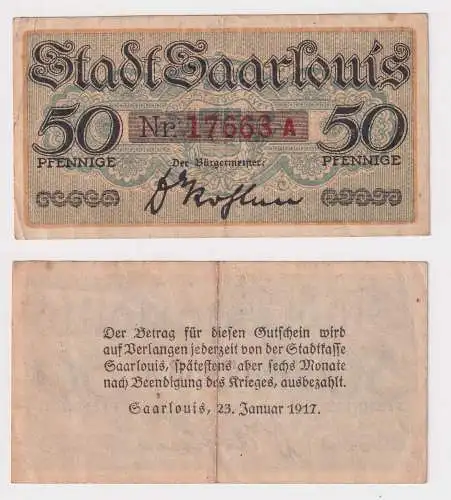 Stadt Saarlouis
50 Nr. 17663 A 50
PFENNIGE Der Bürgermeister: PFENNIGE
Der Betrag für diesen Gutschein wird
auf Verlangen jederzeit von der Stadtkasse
Saarlouis, spätestens aber sechs Monate
nach Beendigung des Krieges, ausbezahlt.
Saarlouis, 23. Januar 1917.